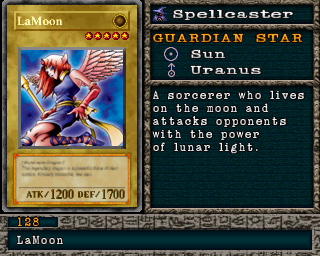 LaMoon
ATK/1200 DEF/1700
Spellcaster
GUARDIAN STAR
Sun
Uranus
A sorcerer who lives
on the moon and
attacks opponents
with the power
of lunar light.
128
LaMoon